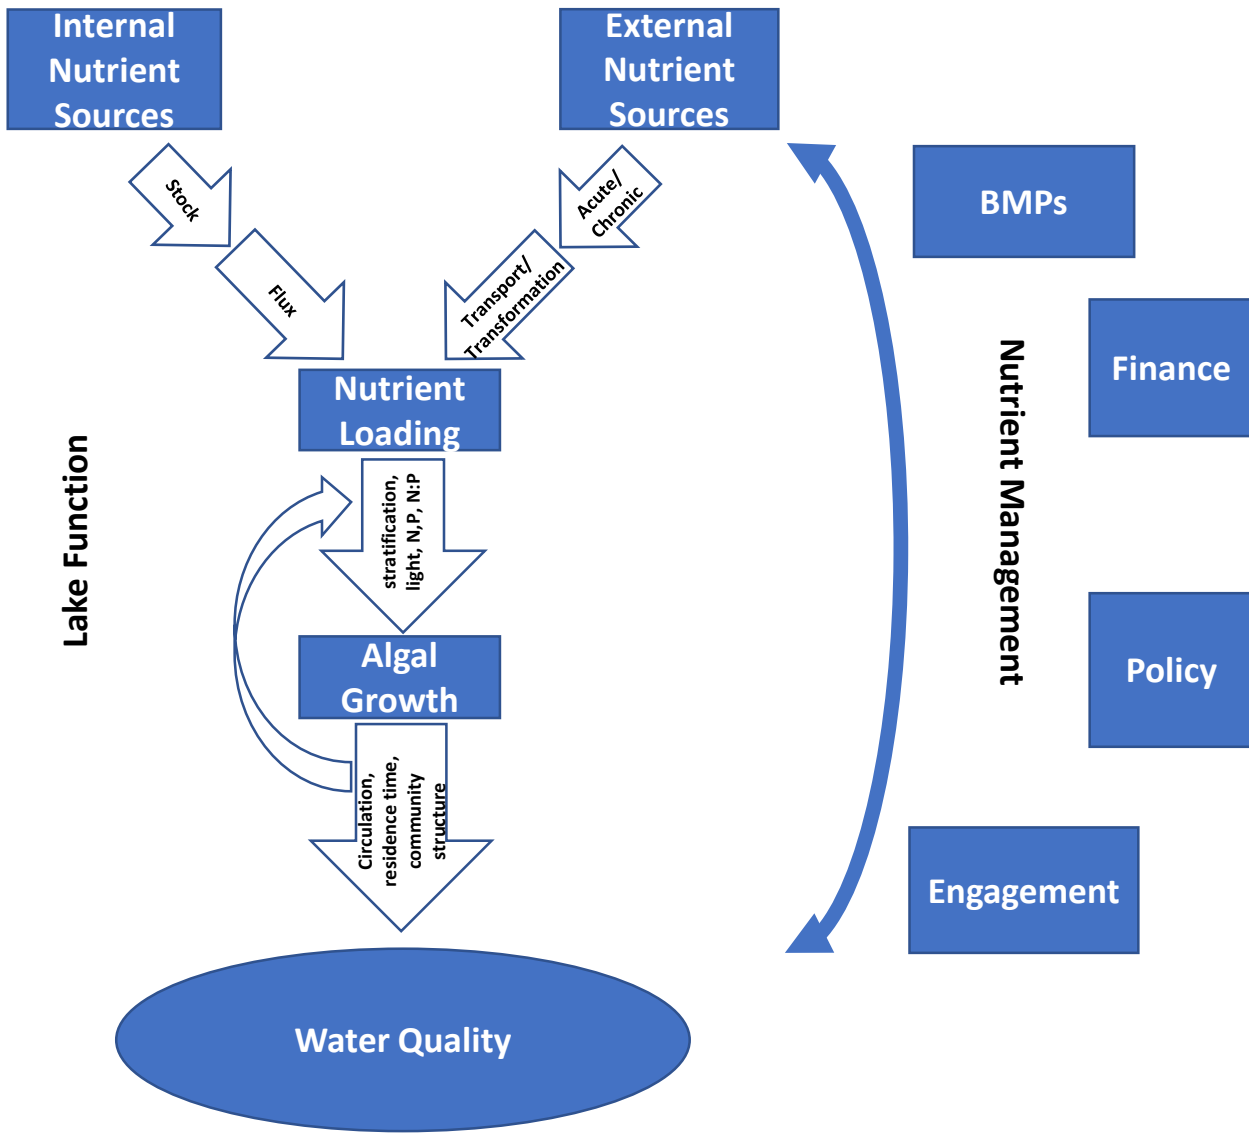 Internal
Nutrient
Sources
External
Nutrient
Sources
Stock
Flux
Acute/
Chronic
Transport/
Transformation
Nutrient
Loading
stratification,
light, N,P, N:P
Algal
Growth
Circulation,
residence time,
community
structure
Water Quality
Lake Function
BMPs
Finance
Nutrient Management
Policy
Engagement